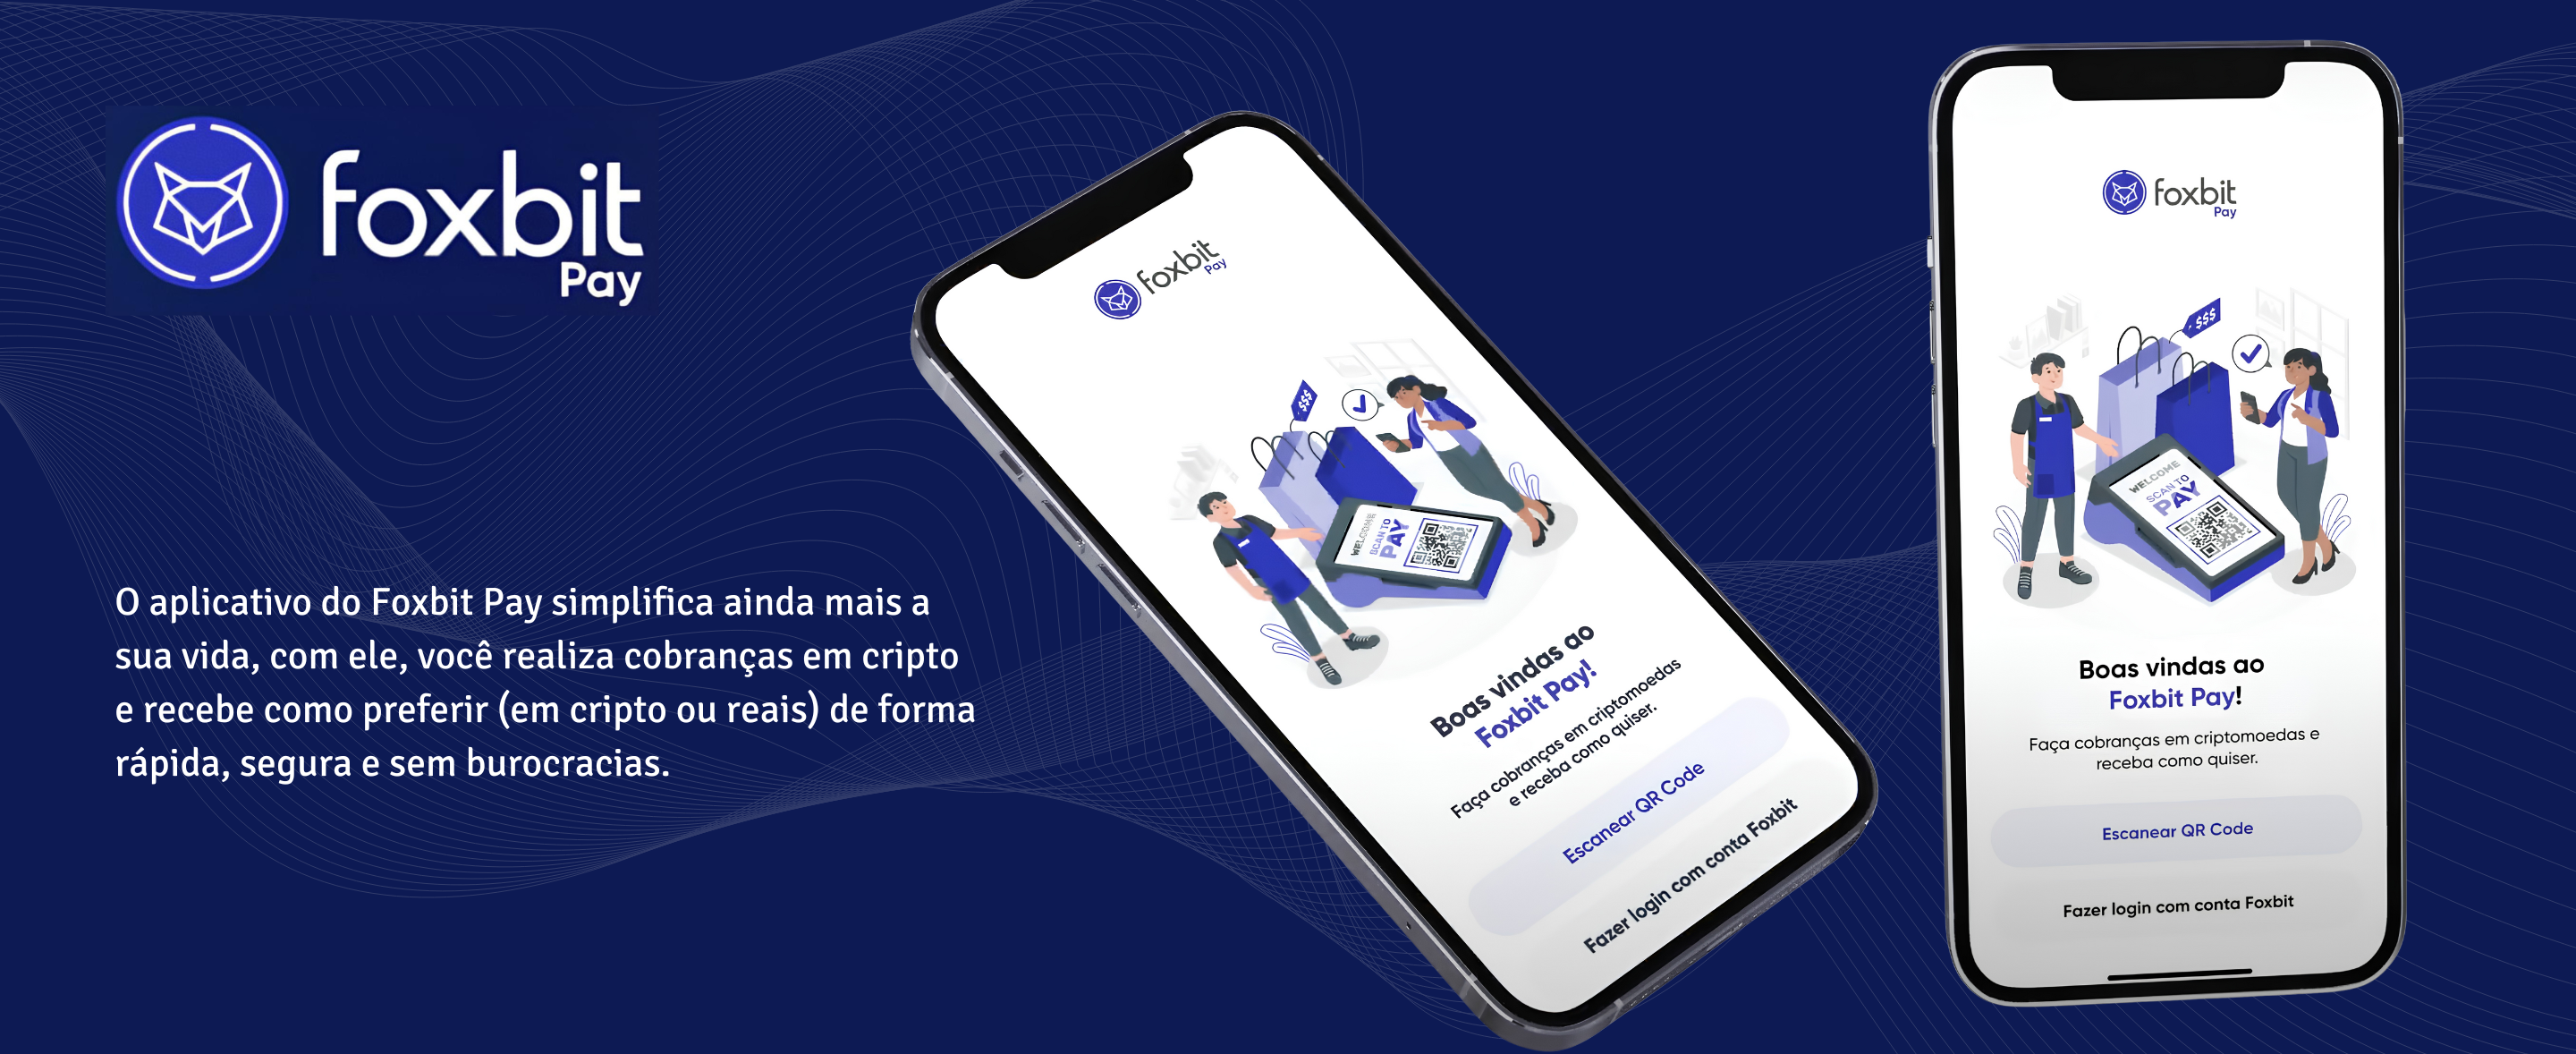 foxbit
Pay
O aplicativo do Foxbit Pay simplifica ainda mais a
sua vida, com ele, você realiza cobranças em cripto
e recebe como preferir (em cripto ou reais) de forma
rápida, segura e sem burocracias.
foxbit
Pay
$$$
WELCOME
SCAN TO
PAY
Boas vindas ao
Foxbit Pay!
Faça cobranças em criptomoedas
e receba como quiser.
Escanear QR Code
Fazer login com conta Foxbit
foxbit
Pay
$$$
WELCOME
SCAN TO
PAY
Boas vindas ao
Foxbit Pay!
Faça cobranças em criptomoedas e
receba como quiser.
Escanear QR Code
Fazer login com conta Foxbit